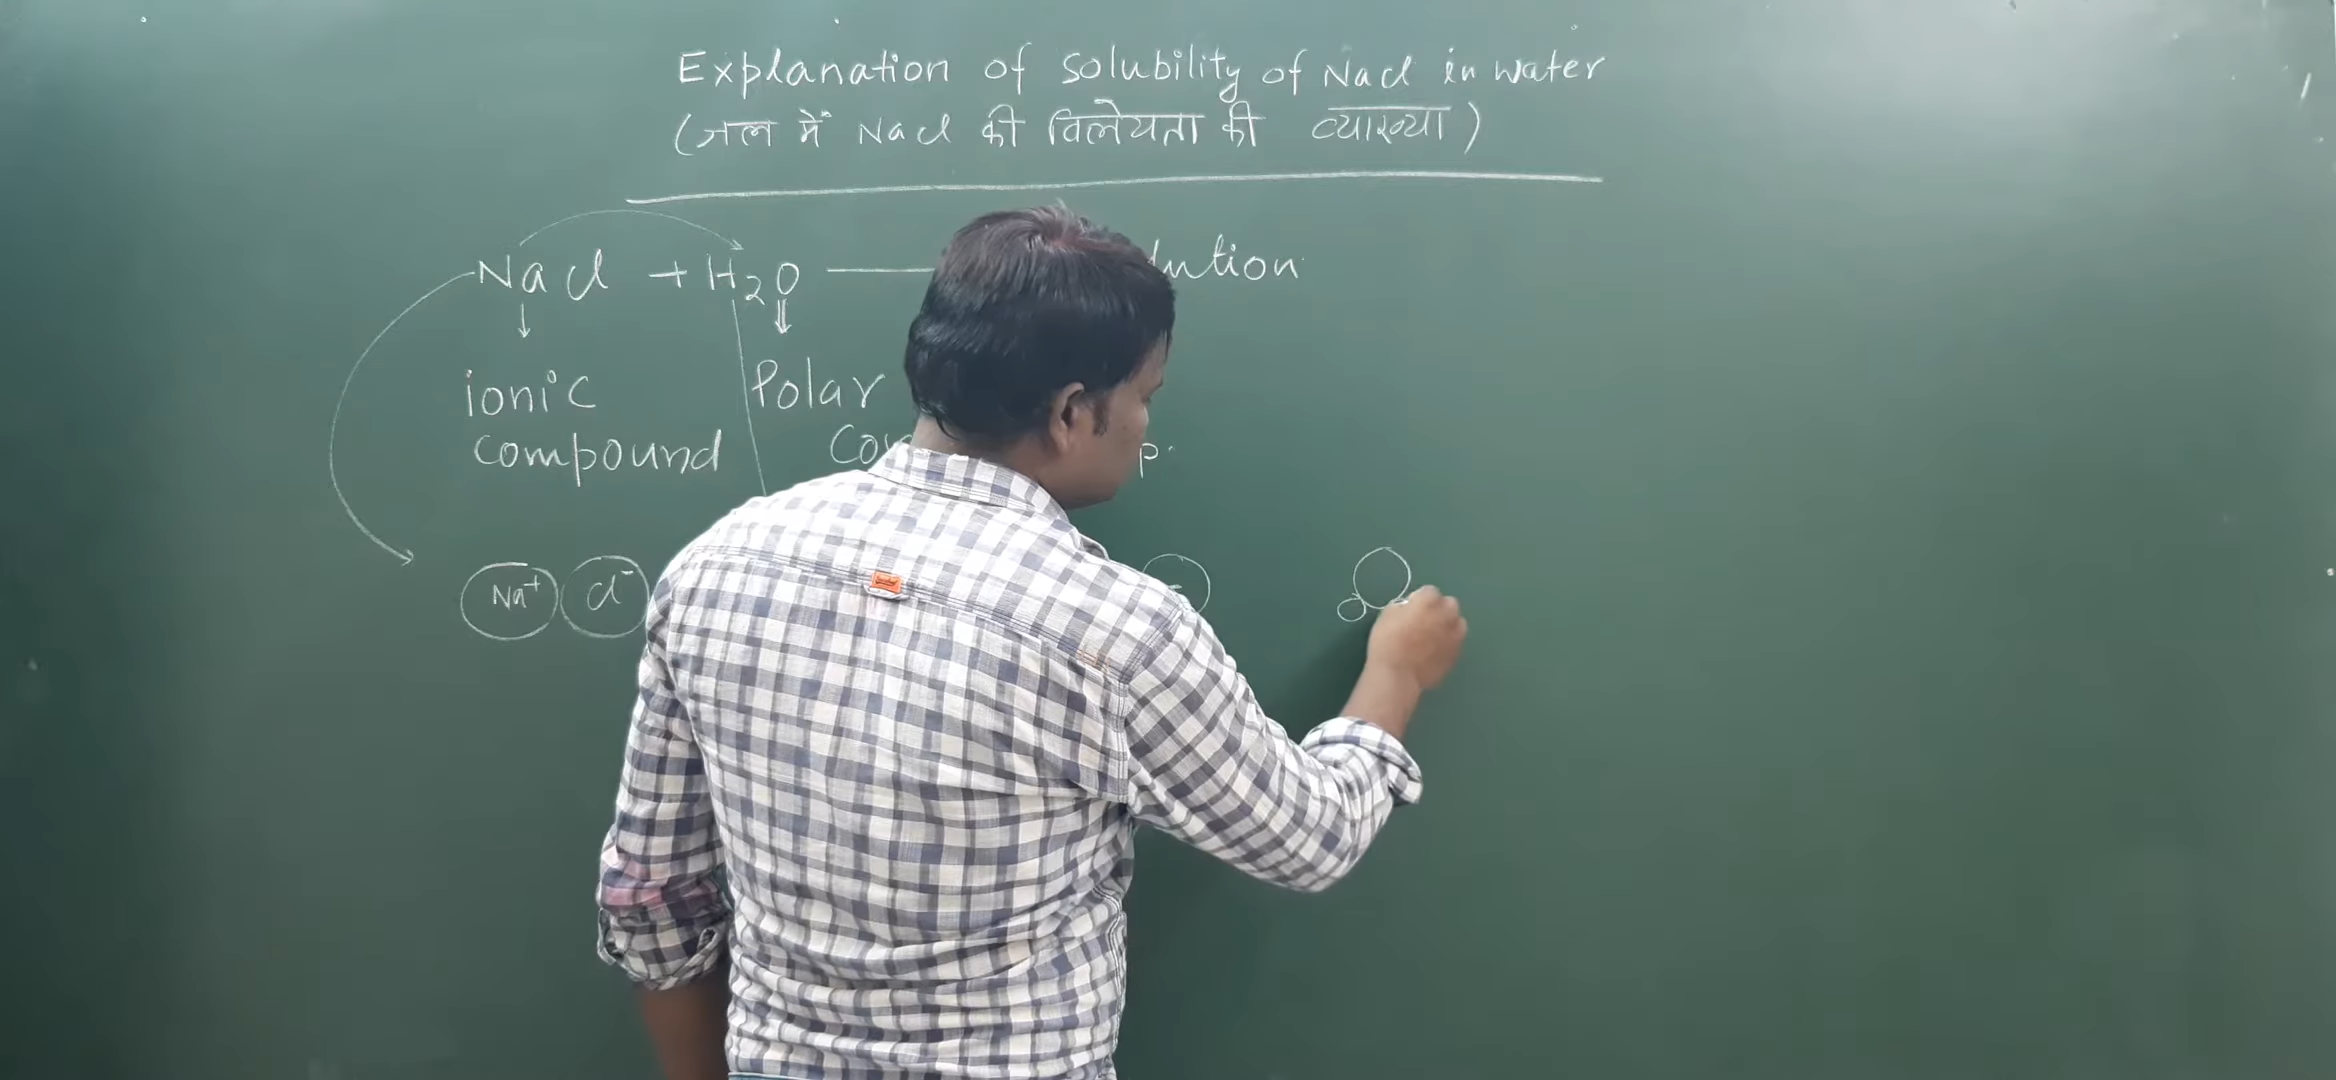 Explanation of solubility of NaCl in water
(जल में NaCl की विलेयता की व्याख्या)
NaCl + H2O
ionic Polar
compound
Na+ Cl-